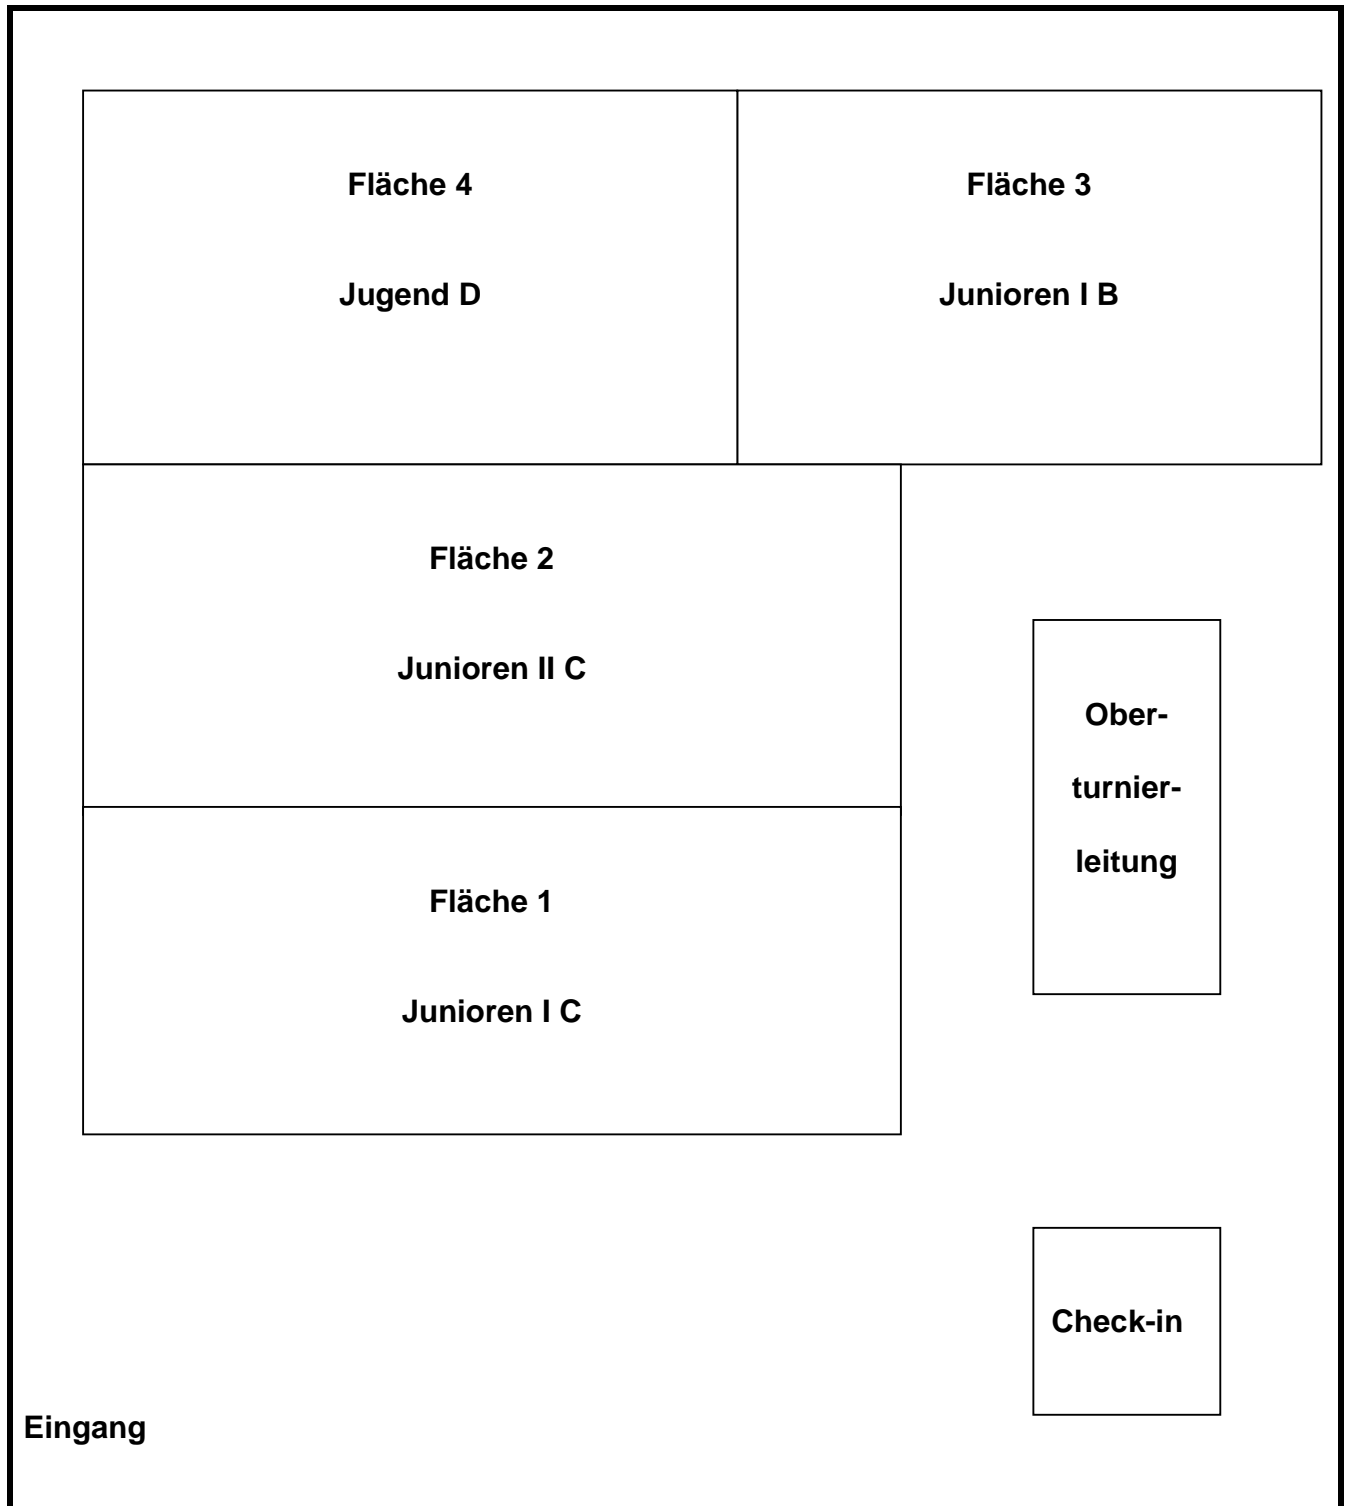 Fläche 4
Jugend D
Fläche 3
Junioren I B
Fläche 2
Junioren II C
Ober-
turnier-
leitung
Fläche 1
Junioren I C
Check-in
Eingang